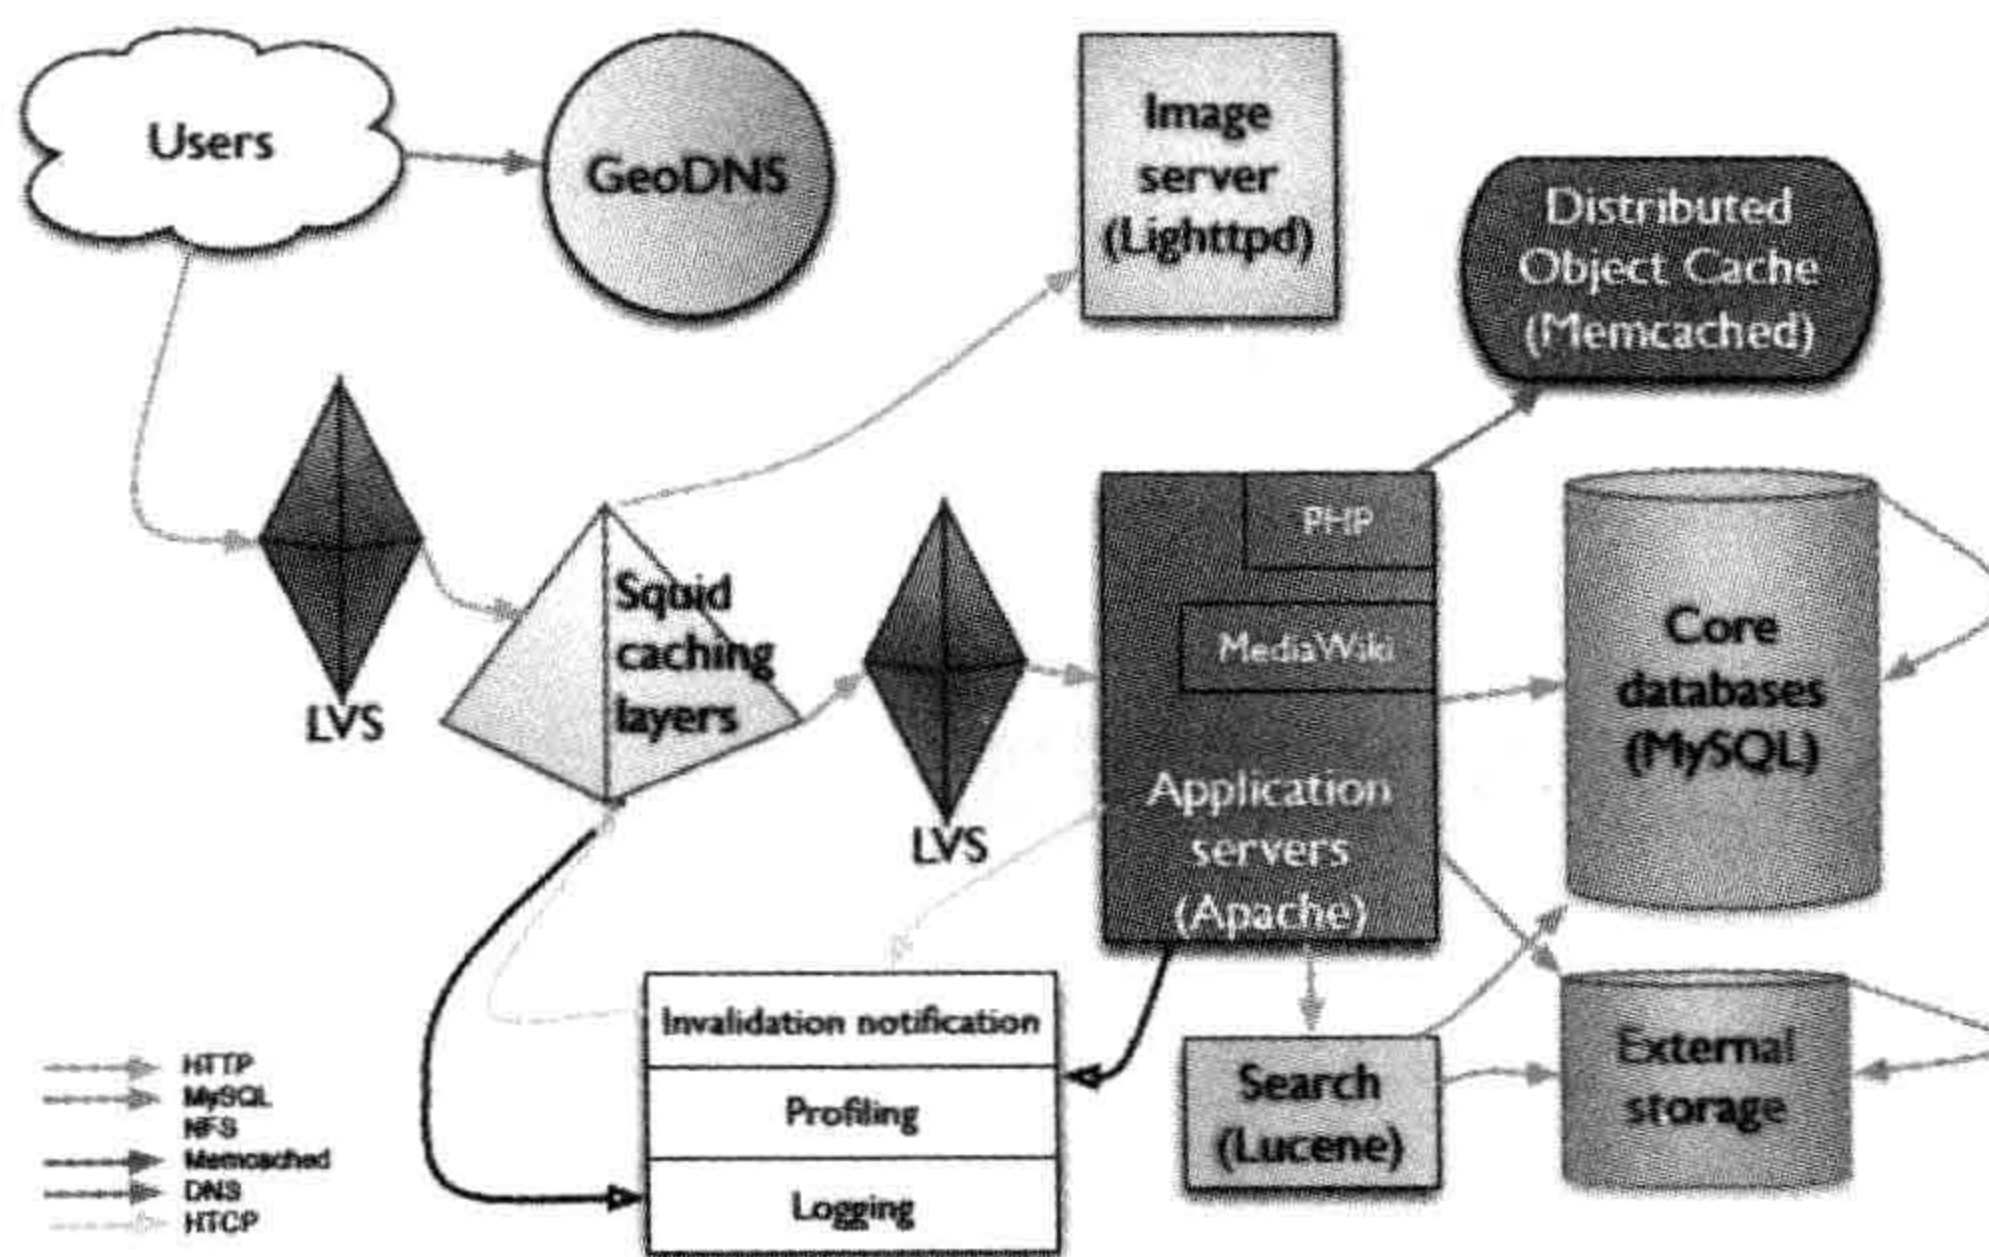 Users
GeoDNS
Image
server
(Lighttpd)
Distributed
Object Cache
(Memcached)
LVS
Squid
caching
layers
LVS
PHP
MediaWiki
Application
servers
(Apache)
Core
databases
(MySQL)
Invalidation notification
Profiling
Logging
Search
(Lucene)
External
storage
HTTP
MySQL
NFS
Memcached
DNS
HTCP